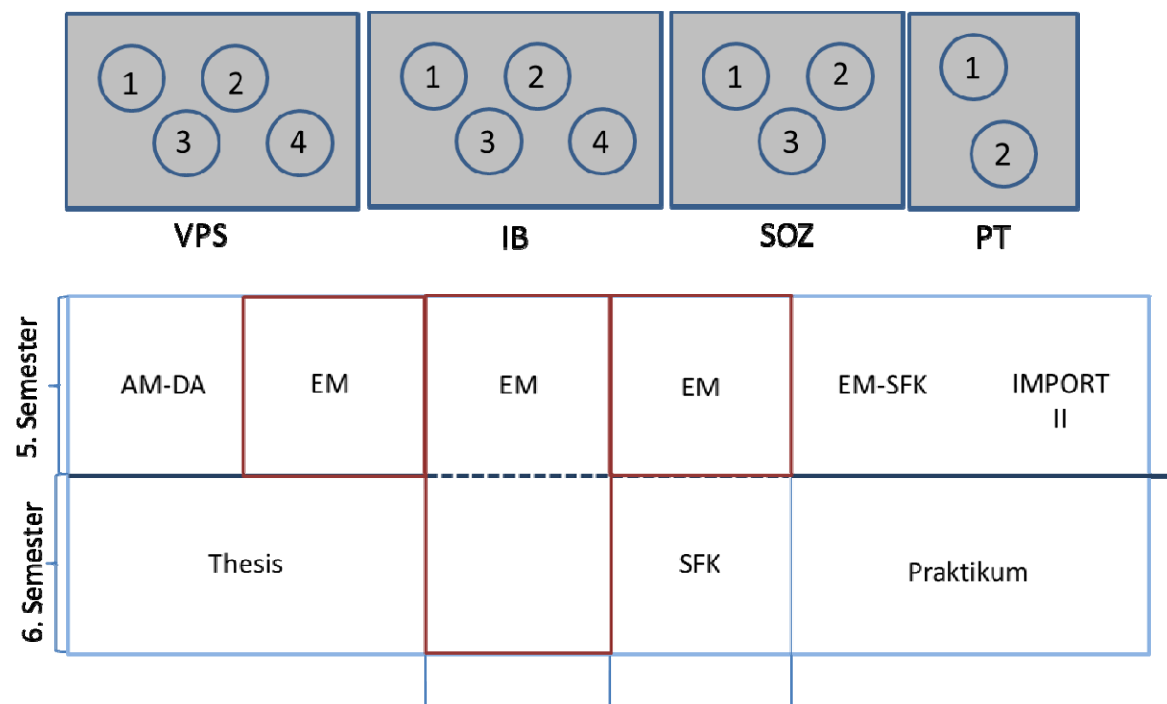 1 2 1 2 1 2 1
3 4 3 4 3 2
VPS IB SOZ PT
5. Semester
AM-DA EM EM EM EM-SFK IMPORT
II
6. Semester
Thesis SFK Praktikum